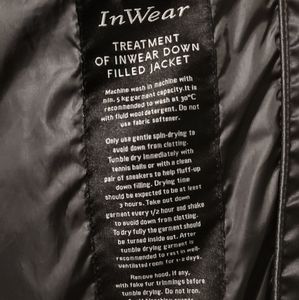 InWear
TREATMENT
OF INWEAR DOWN
FILLED JACKET
Machine wash in machine with
min. 5 kg garment capacity. It is
recommended to wash at 30°C
with fluid wool detergent. Do not
use fabric softener.
Only use gentle spin-drying to
avoid down from clotting.
Tumble dry immediately with
tennis balls or with a clean
pair of sneakers to help fluff-up
down filling. Drying time
should be expected to be at least
3 hours. Take out down
garment every 1/2 hour and shake
to avoid down from clotting.
To dry fully the garment should
be turned inside out. After
tumble drying garment is
recommended to rest in well-
ventilated room for 1-2 days.
Remove hood, if any,
with fake fur trimmings before
tumble drying. Do not iron.